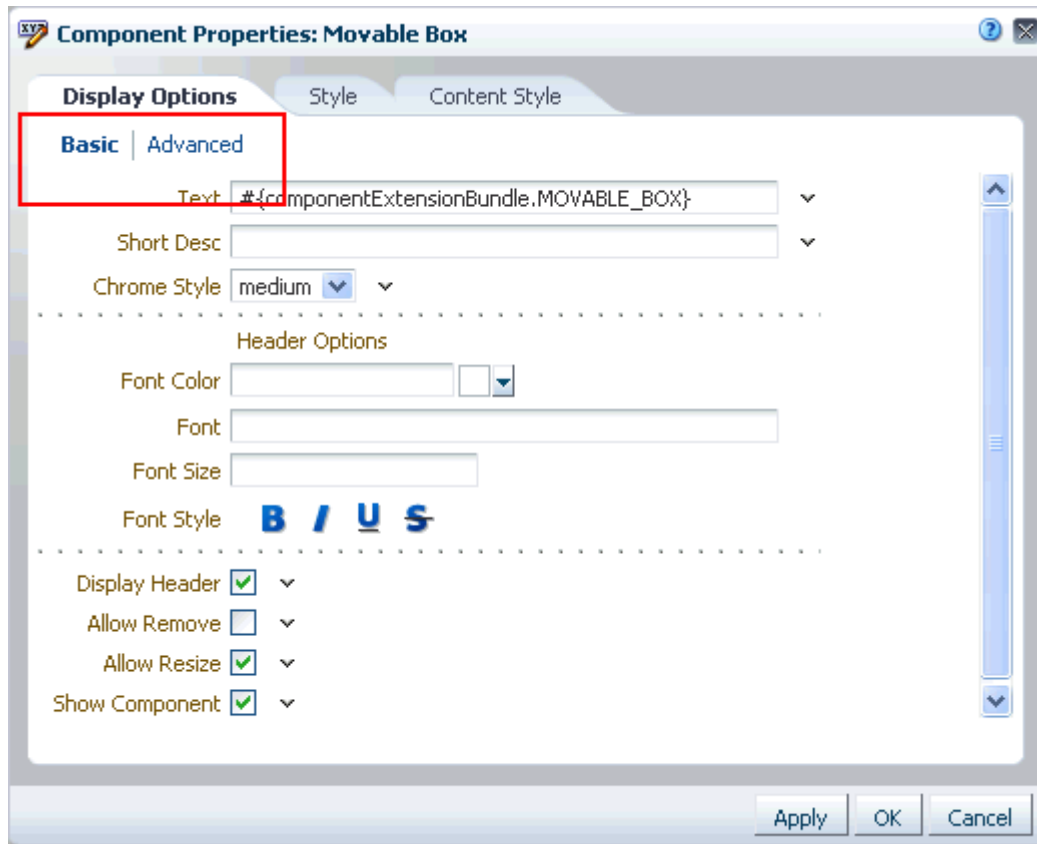 Component Properties: Movable Box
Display Options Style Content Style
Basic Advanced
Text #{componentExtensionBundle.MOVABLE_BOX}
Short Desc
Chrome Style medium
Header Options
Font Color
Font
Font Size
Font Style B I U S
Display Header
Allow Remove
Allow Resize
Show Component
Apply OK Cancel